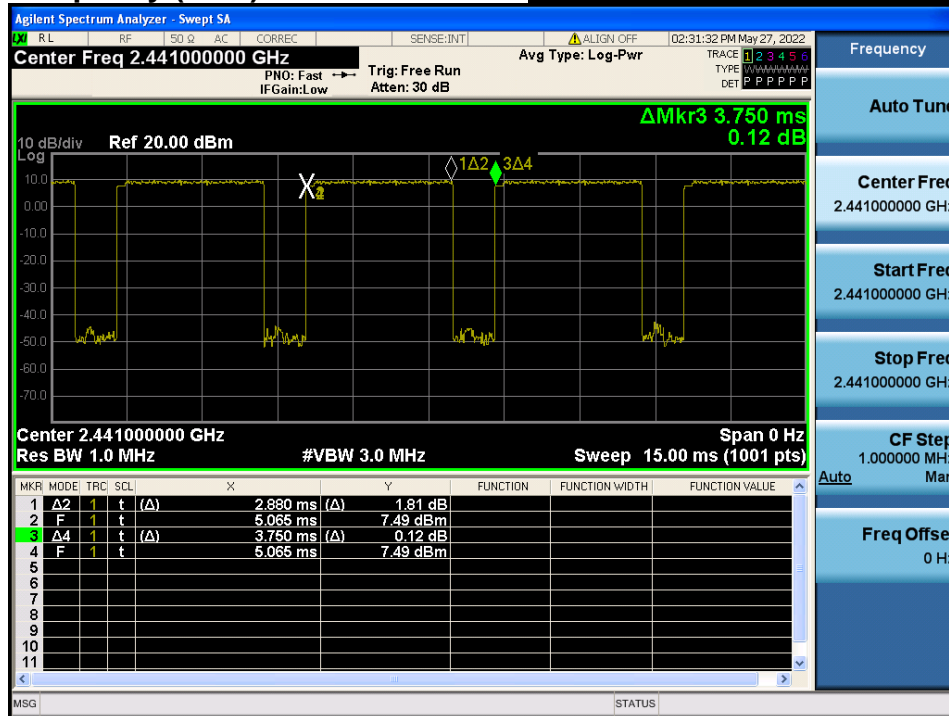 Agilent Spectrum Analyzer - Swept SA
LXI RL RF 50 Ω AC CORREC SENSE:INT ALIGN OFF 02:31:32 PM May 27, 2022
Center Freq 2.441000000 GHz Avg Type: Log-Pwr TRACE 1 2 3 4 5 6
PNO: Fast Trig: Free Run TYPE
IFGain:Low Atten: 30 dB DET P P P P P P
Frequency
Auto Tune
ΔMkr3 3.750 ms
0.12 dB
10 dB/div Ref 20.00 dBm
Log
1Δ2 3Δ4
10.0
0.00
-10.0
-20.0
-30.0
-40.0
-50.0
-60.0
-70.0
Center 2.441000000 GHz Span 0 Hz
Res BW 1.0 MHz #VBW 3.0 MHz Sweep 15.00 ms (1001 pts)
MKR MODE TRC SCL X Y FUNCTION FUNCTION WIDTH FUNCTION VALUE
1 Δ2 1 t (Δ) 2.880 ms (Δ) 1.81 dB
2 F 1 t 5.065 ms 7.49 dBm
3 Δ4 1 t (Δ) 3.750 ms (Δ) 0.12 dB
4 F 1 t 5.065 ms 7.49 dBm
5
6
7
8
9
10
11
Center Freq
2.441000000 GHz
Start Freq
2.441000000 GHz
Stop Freq
2.441000000 GHz
CF Step
1.000000 MHz
Auto Man
Freq Offset
0 Hz
MSG STATUS